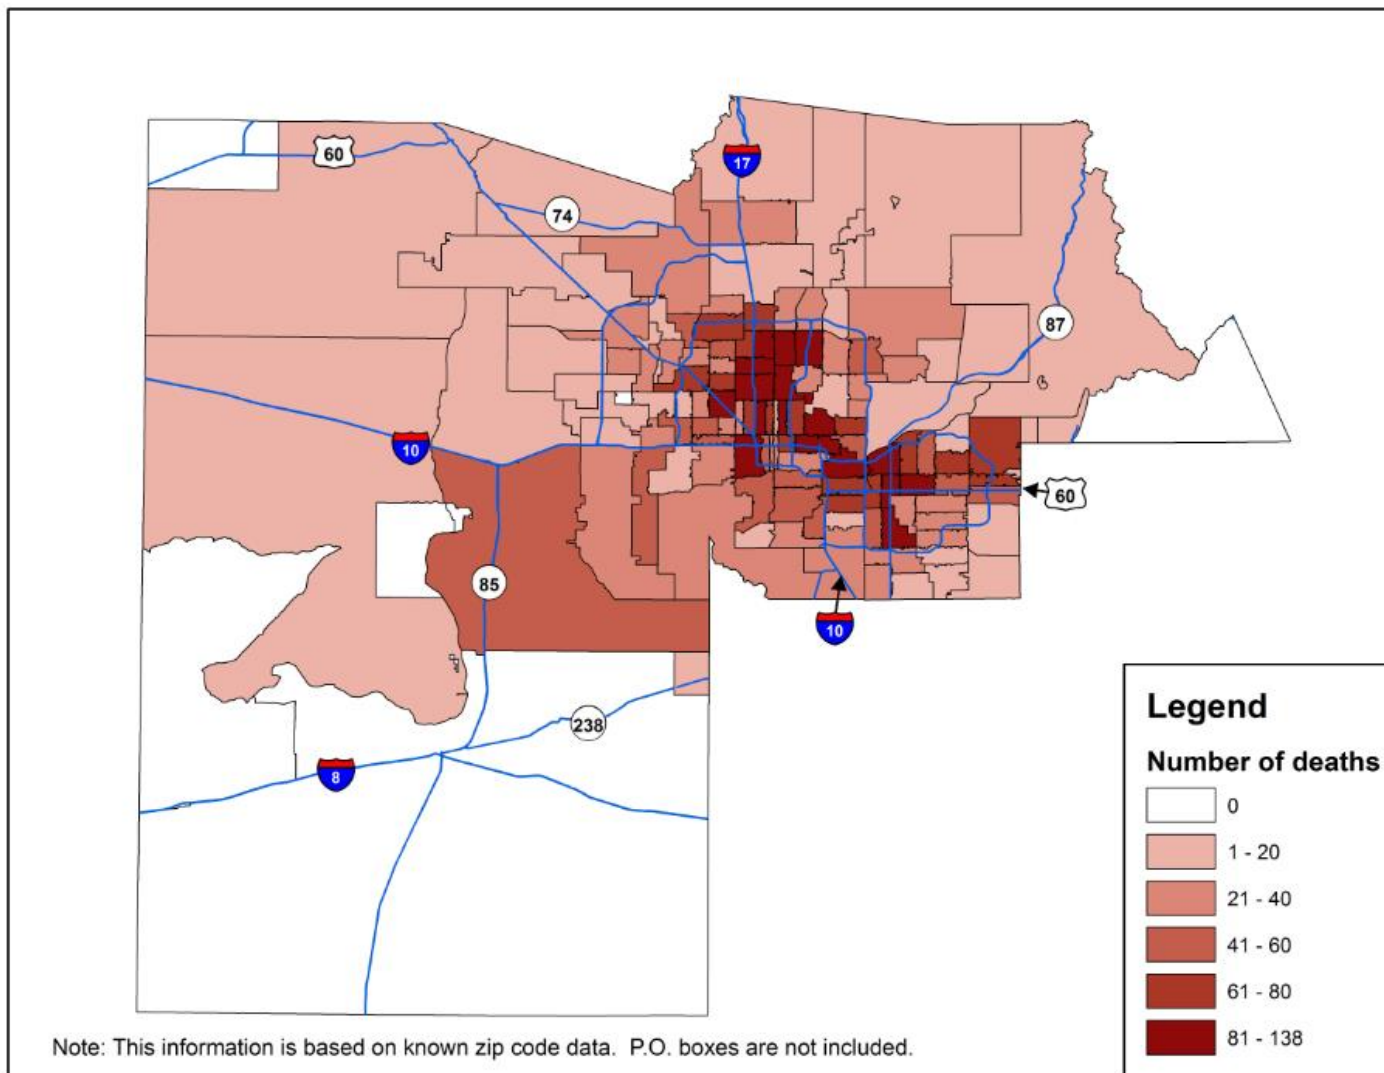 60
17
74
87
10
60
85
10
238
8
Legend
Number of deaths
0
1 - 20
21 - 40
41 - 60
61 - 80
81 - 138
Note: This information is based on known zip code data.  P.O. boxes are not included.